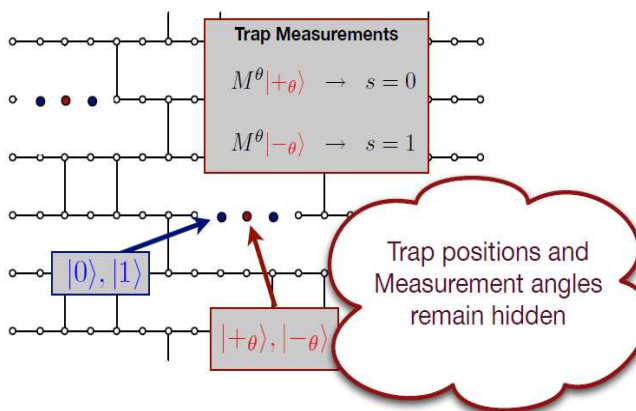 Trap Measurements
M^θ|+_θ⟩ → s = 0
M^θ|−_θ⟩ → s = 1
Trap positions and
Measurement angles
remain hidden
|0⟩, |1⟩
|+_θ⟩, |−_θ⟩